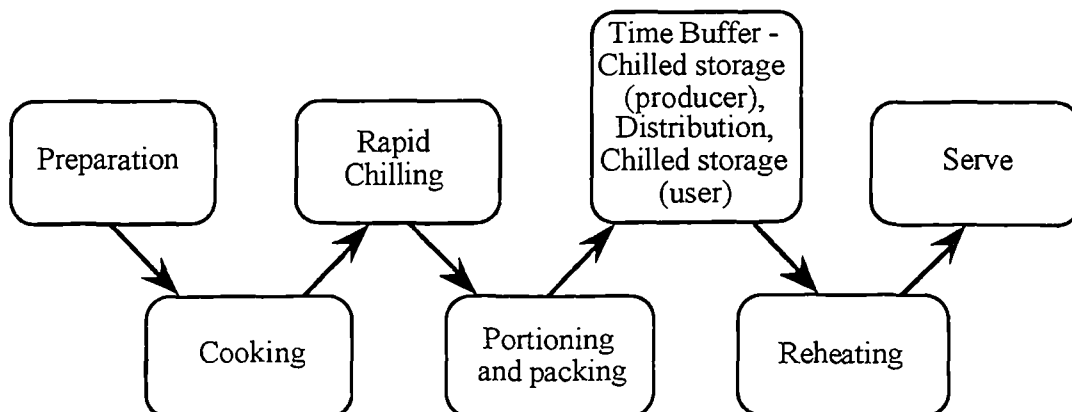 Preparation
Cooking
Rapid
Chilling
Portioning
and packing
Time Buffer -
Chilled storage
(producer),
Distribution,
Chilled storage
(user)
Reheating
Serve